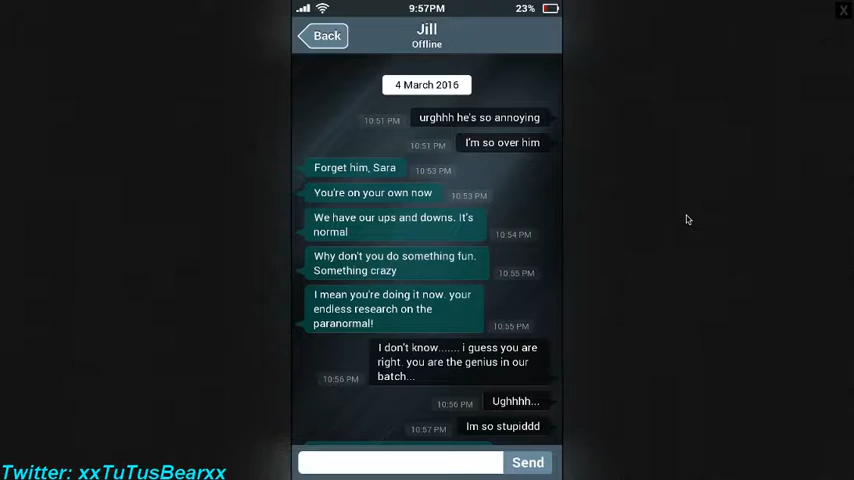 9:57PM
23%
X
Back
Jill
Offline
4 March 2016
urghhh he's so annoying
10:51 PM
I'm so over him
10:51 PM
Forget him, Sara
10:53 PM
You're on your own now
10:53 PM
We have our ups and downs. It's
normal
10:54 PM
Why don't you do something fun.
Something crazy
10:55 PM
I mean you're doing it now. your
endless research on the
paranormal!
10:55 PM
I don't know....... i guess you are
right. you are the genius in our
batch...
10:56 PM
Ughhhh...
10:56 PM
Im so stupiddd
10:57 PM
Send
Twitter: xxTuTusBearxx